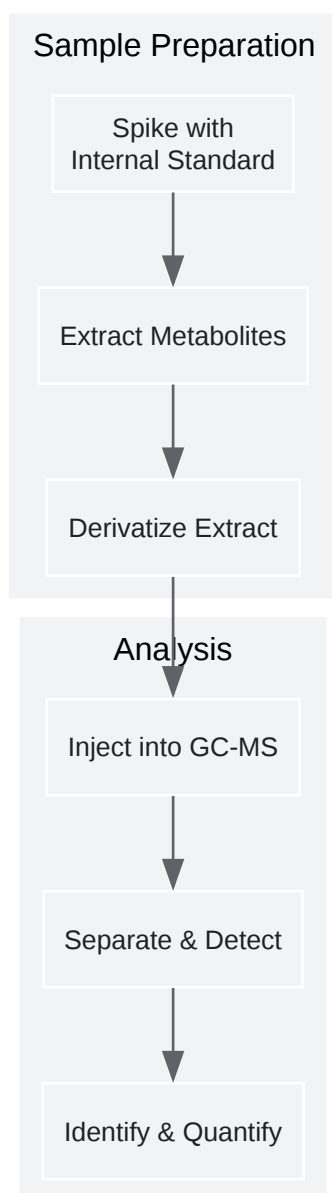 Sample Preparation
Spike with
Internal Standard
Extract Metabolites
Derivatize Extract
Analysis
Inject into GC-MS
Separate & Detect
Identify & Quantify